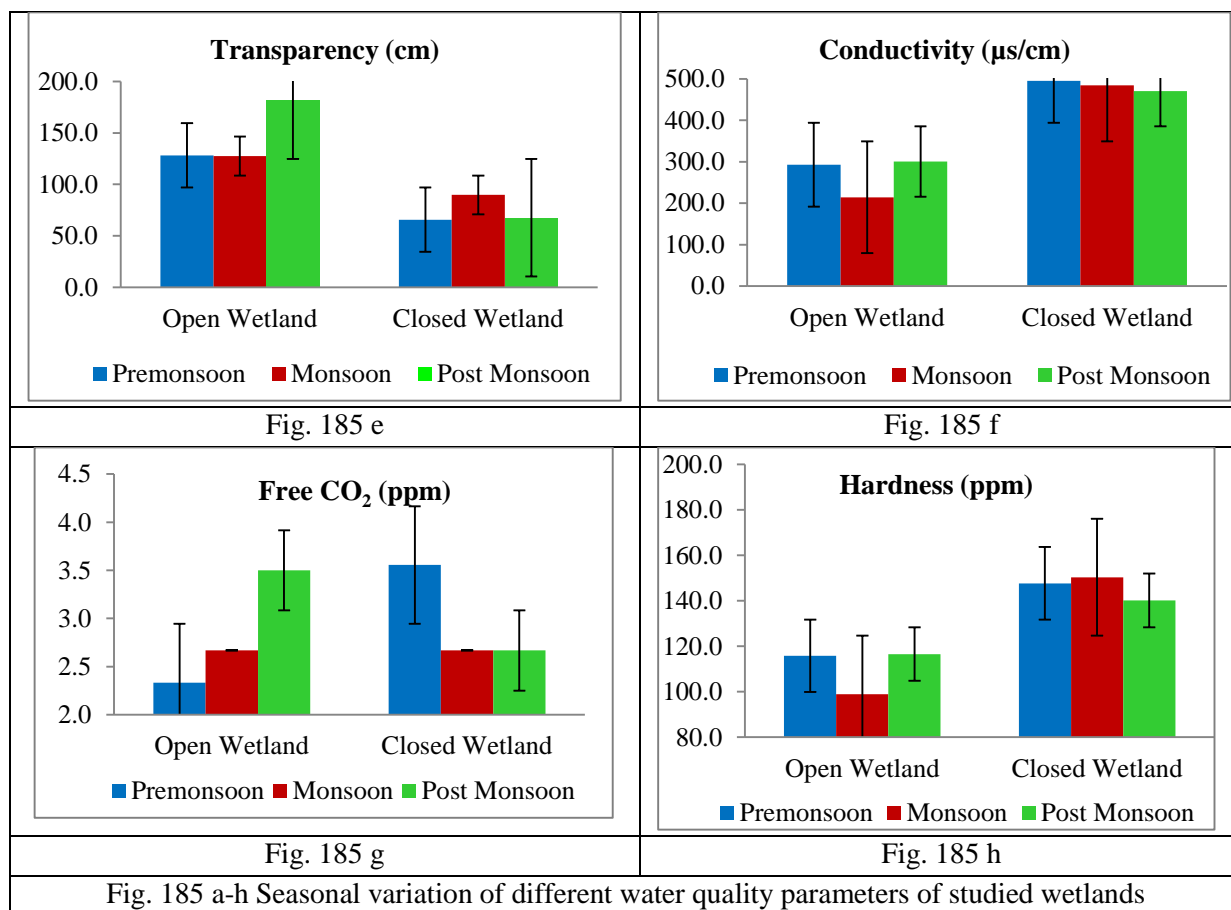 Transparency (cm)
200.0
150.0
100.0
50.0
0.0
Open Wetland Closed Wetland
Premonsoon Monsoon Post Monsoon
Fig. 185 e
Conductivity (µs/cm)
500.0
400.0
300.0
200.0
100.0
0.0
Open Wetland Closed Wetland
Premonsoon Monsoon Post Monsoon
Fig. 185 f
Free CO₂ (ppm)
4.5
4.0
3.5
3.0
2.5
2.0
Open Wetland Closed Wetland
Premonsoon Monsoon Post Monsoon
Fig. 185 g
Hardness (ppm)
200.0
180.0
160.0
140.0
120.0
100.0
80.0
Open Wetland Closed Wetland
Premonsoon Monsoon Post Monsoon
Fig. 185 h
Fig. 185 a-h Seasonal variation of different water quality parameters of studied wetlands